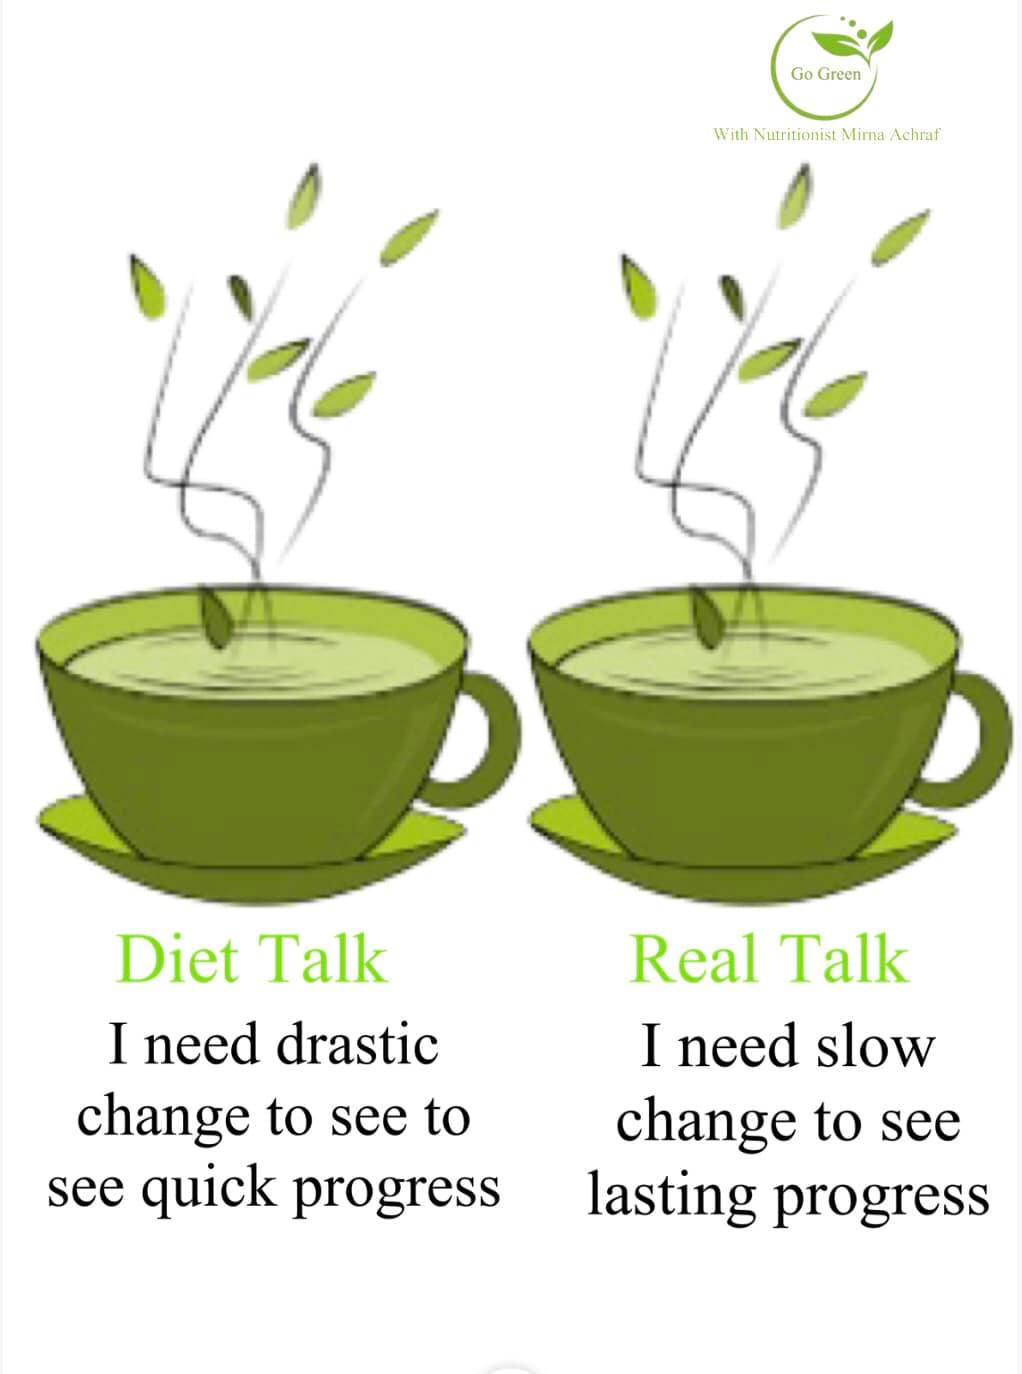 Go Green
With Nutritionist Mirna Achraf
Diet Talk
I need drastic
change to see to
see quick progress
Real Talk
I need slow
change to see
lasting progress